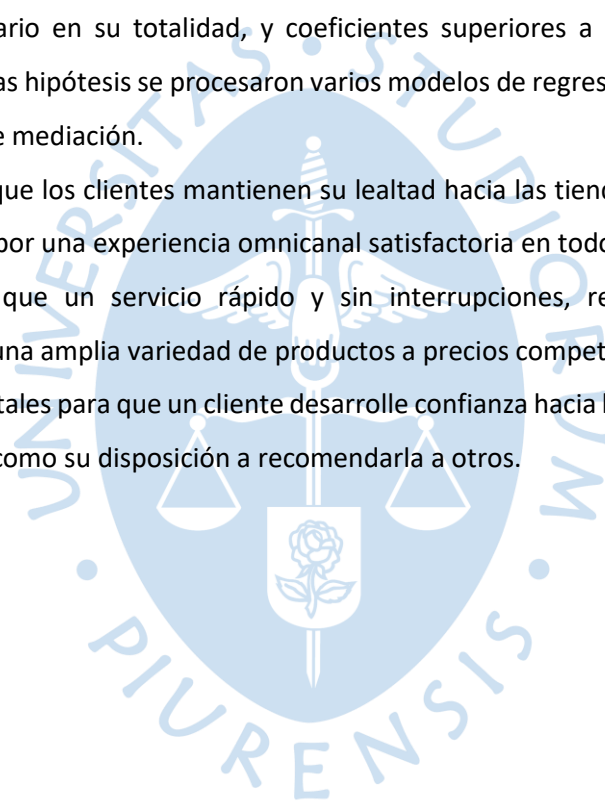 ario en su totalidad, y coeficientes superiores a
as hipótesis se procesaron varios modelos de regres
e mediación.
que los clientes mantienen su lealtad hacia las tiend
por una experiencia omnicanal satisfactoria en todo
que un servicio rápido y sin interrupciones, re
una amplia variedad de productos a precios compet
tales para que un cliente desarrolle confianza hacia l
como su disposición a recomendarla a otros.
UNIVERSITAS • STUDIORUM • PIURENSIS •